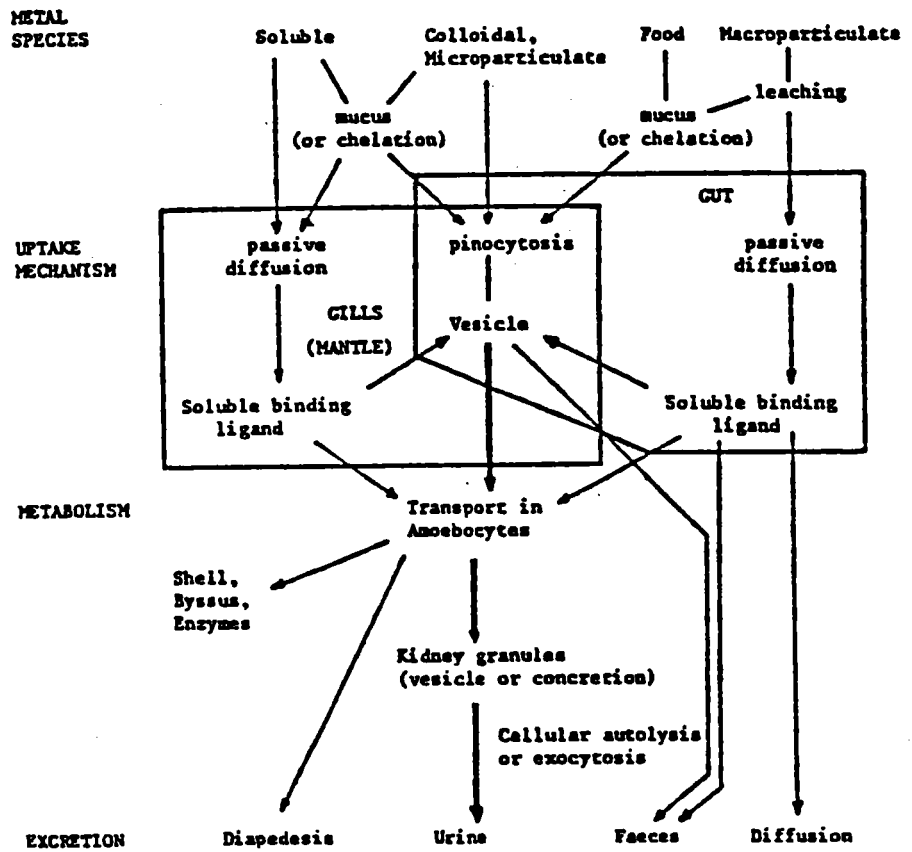 METAL
SPECIES
Soluble
Colloidal,
Microparticulate
Food
Macroparticulate
leaching
mucus
(or chelation)
mucus
(or chelation)
GUT
UPTAKE
MECHANISM
passive
diffusion
pinocytosis
passive
diffusion
GILLS
(MANTLE)
Vesicle
Soluble binding
ligand
Soluble binding
ligand
METABOLISM
Transport in
Amoebocytes
Shell,
Byssus,
Enzymes
Kidney granules
(vesicle or concretion)
Cellular autolysis
or exocytosis
EXCRETION
Diapedesis
Urine
Faeces
Diffusion